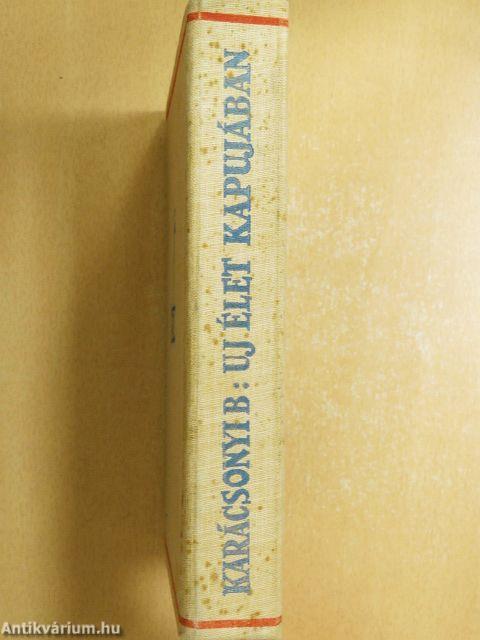 KARÁCSONYI B: UJ ÉLET KAPUJÁBAN
Antikvárium.hu